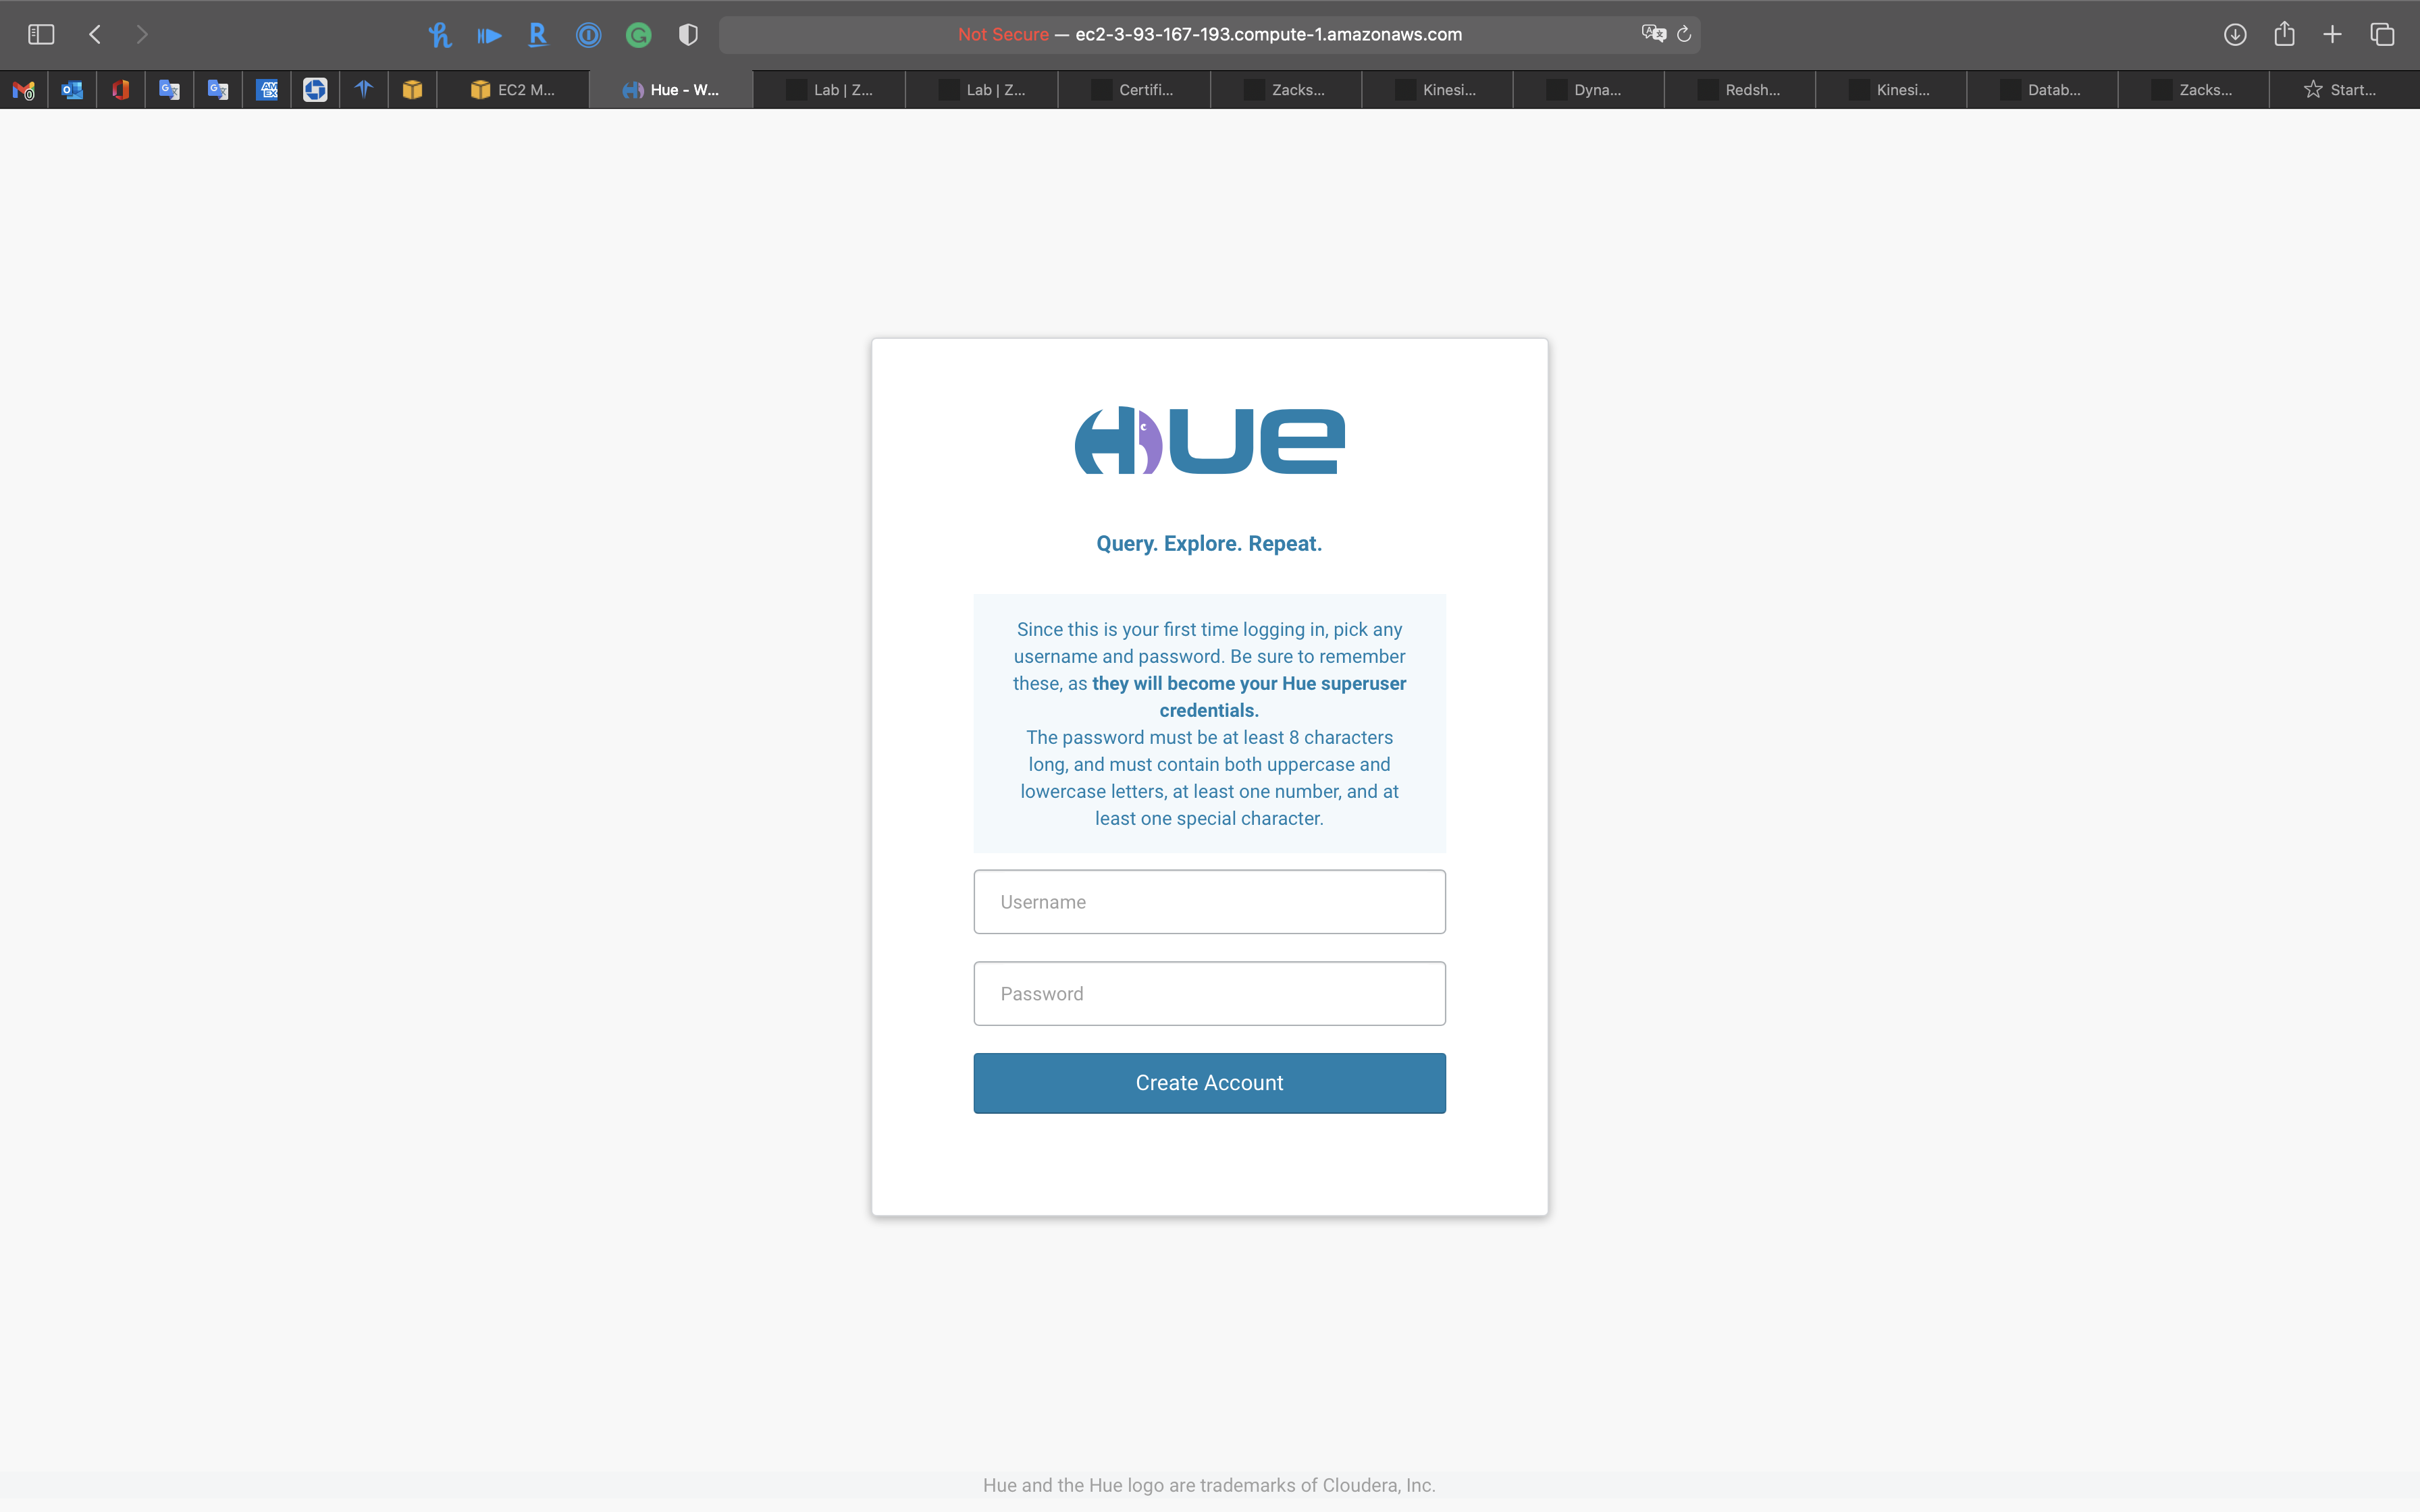 Not Secure — ec2-3-93-167-193.compute-1.amazonaws.com
EC2 M...
Hue - W...
Lab | Z...
Lab | Z...
Certifi...
Zacks...
Kinesi...
Dyna...
Redsh...
Kinesi...
Datab...
Zacks...
Start...
HUE
Query. Explore. Repeat.
Since this is your first time logging in, pick any
username and password. Be sure to remember
these, as they will become your Hue superuser
credentials.
The password must be at least 8 characters
long, and must contain both uppercase and
lowercase letters, at least one number, and at
least one special character.
Username
Password
Create Account
Hue and the Hue logo are trademarks of Cloudera, Inc.